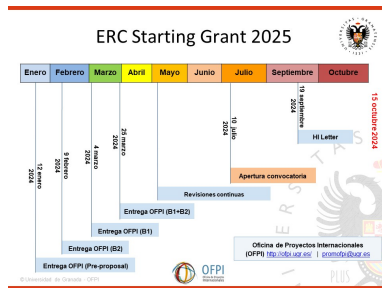 ERC Starting Grant 2025
Enero Febrero Marzo Abril Mayo Junio Julio Septiembre Octubre
12 enero 2024
9 febrero 2024
4 marzo 2024
25 marzo 2024
10 julio 2024
19 septiembre 2024
15 octubre 2024
HI Letter
Apertura convocatoria
Revisiones continuas
Entrega OFPI (B1+B2)
Entrega OFPI (B1)
Entrega OFPI (B2)
Entrega OFPI (Pre-proposal)
Oficina de Proyectos Internacionales
(OFPI) http://ofpi.ugr.es/ | promofpi@ugr.es
© Universidad de Granada - OFPI
OFPI
PLUS